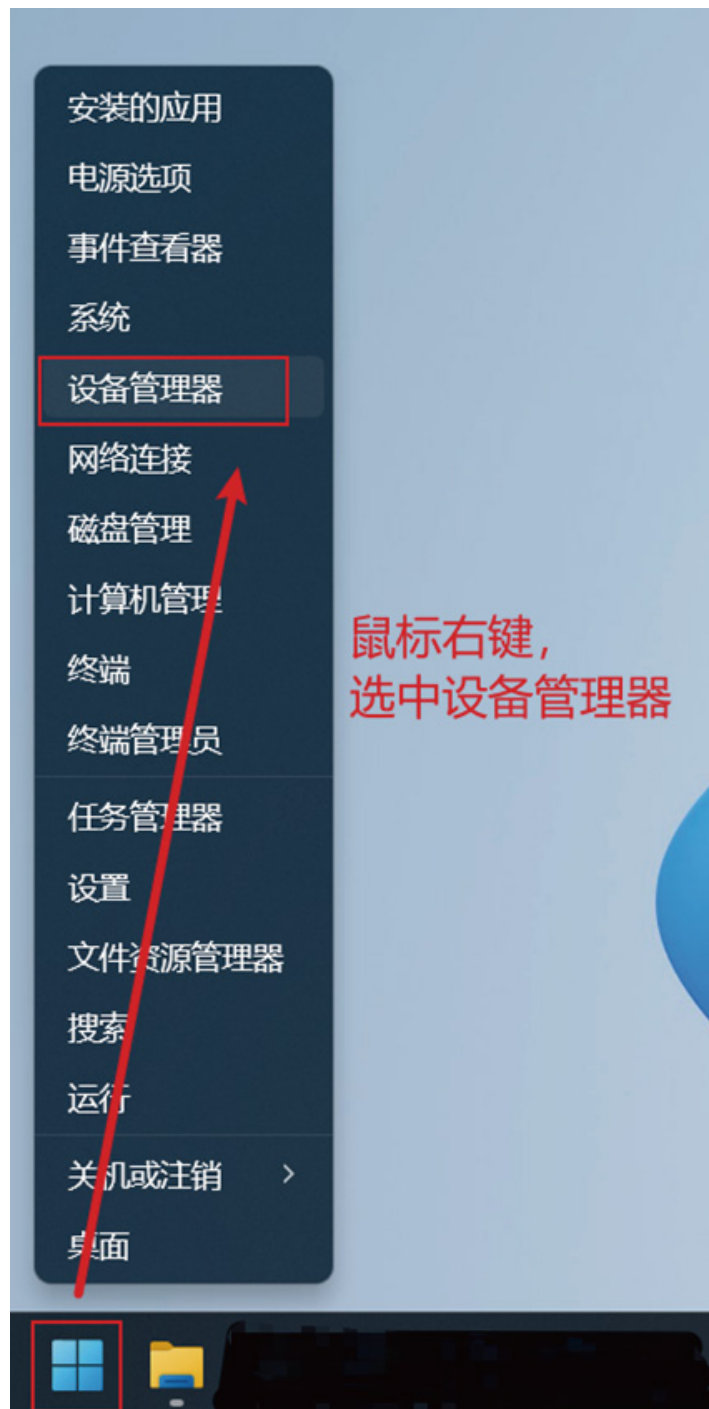 安装的应用
电源选项
事件查看器
系统
设备管理器
网络连接
磁盘管理
计算机管理
终端
终端管理员
任务管理器
设置
文件资源管理器
搜索
运行
关机或注销
桌面
鼠标右键，
选中设备管理器